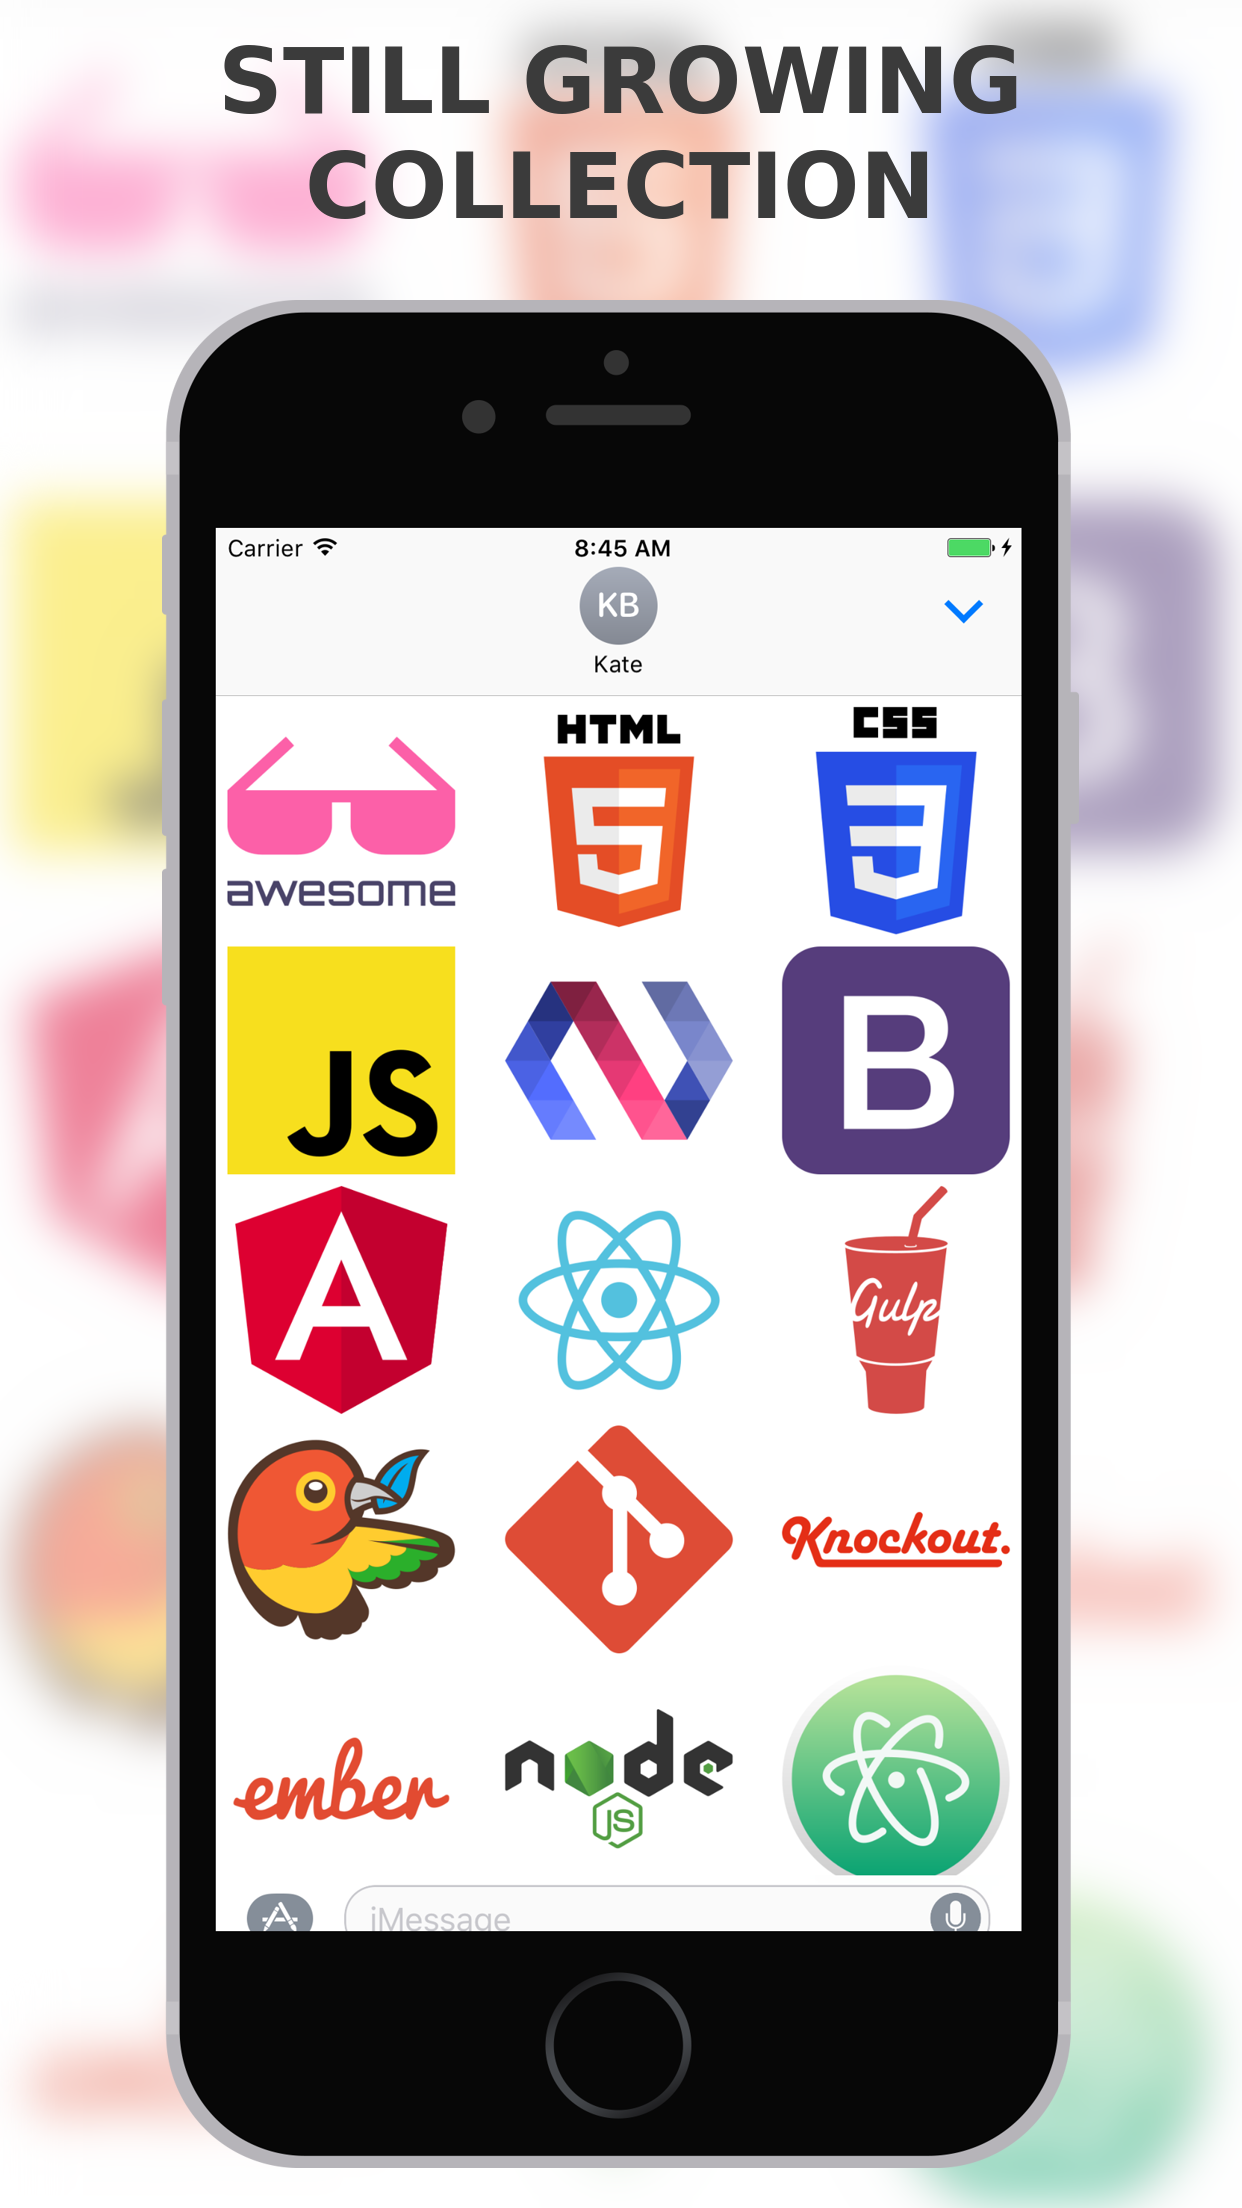 STILL GROWING
COLLECTION
Carrier 8:45 AM
KB
Kate
HTML
5
CSS
3
awesome
JS
B
A
Gulp
Knockout.
ember
node
JS
iMessage